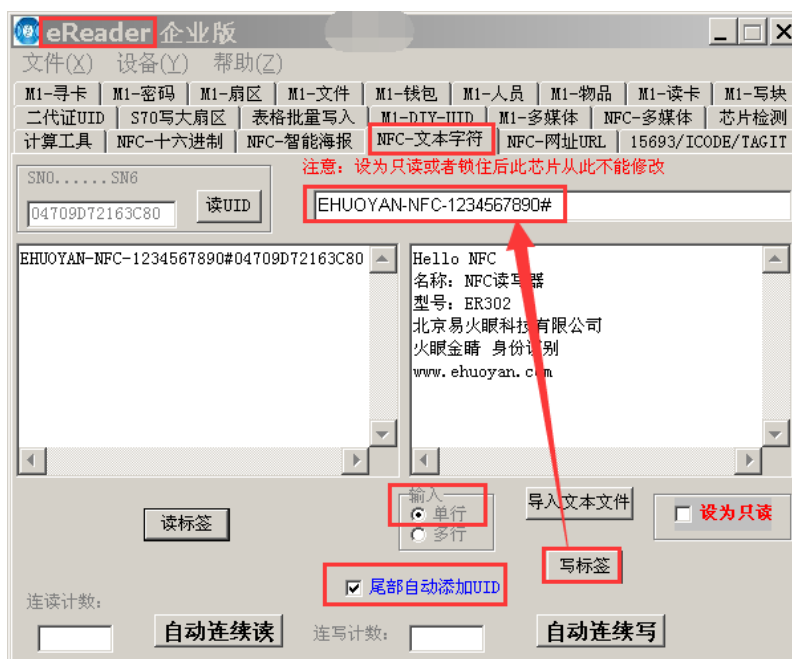 eReader 企业版
文件(X) 设备(Y) 帮助(Z)
M1-寻卡 M1-密码 M1-扇区 M1-文件 M1-钱包 M1-人员 M1-物品 M1-读卡 M1-写块
二代证UID S70写大扇区 表格批量写入 M1-DIY-UID M1-多媒体 NFC-多媒体 芯片检测
计算工具 NFC-十六进制 NFC-智能海报 NFC-文本字符 NFC-网址URL 15693/ICODE/TAGIT
注意：设为只读或者锁住后此芯片从此不能修改
SN0......SN6
04709D72163C80 读UID
EHUOYAN-NFC-1234567890#
EHUOYAN-NFC-1234567890#04709D72163C80
Hello NFC
名称：NFC读写器
型号：ER302
北京易火眼科技有限公司
火眼金睛 身份识别
www.ehuoyan.com
读标签
输入
单行
多行
导入文本文件
设为只读
写标签
尾部自动添加UID
连读计数：
自动连续读
连写计数：
自动连续写